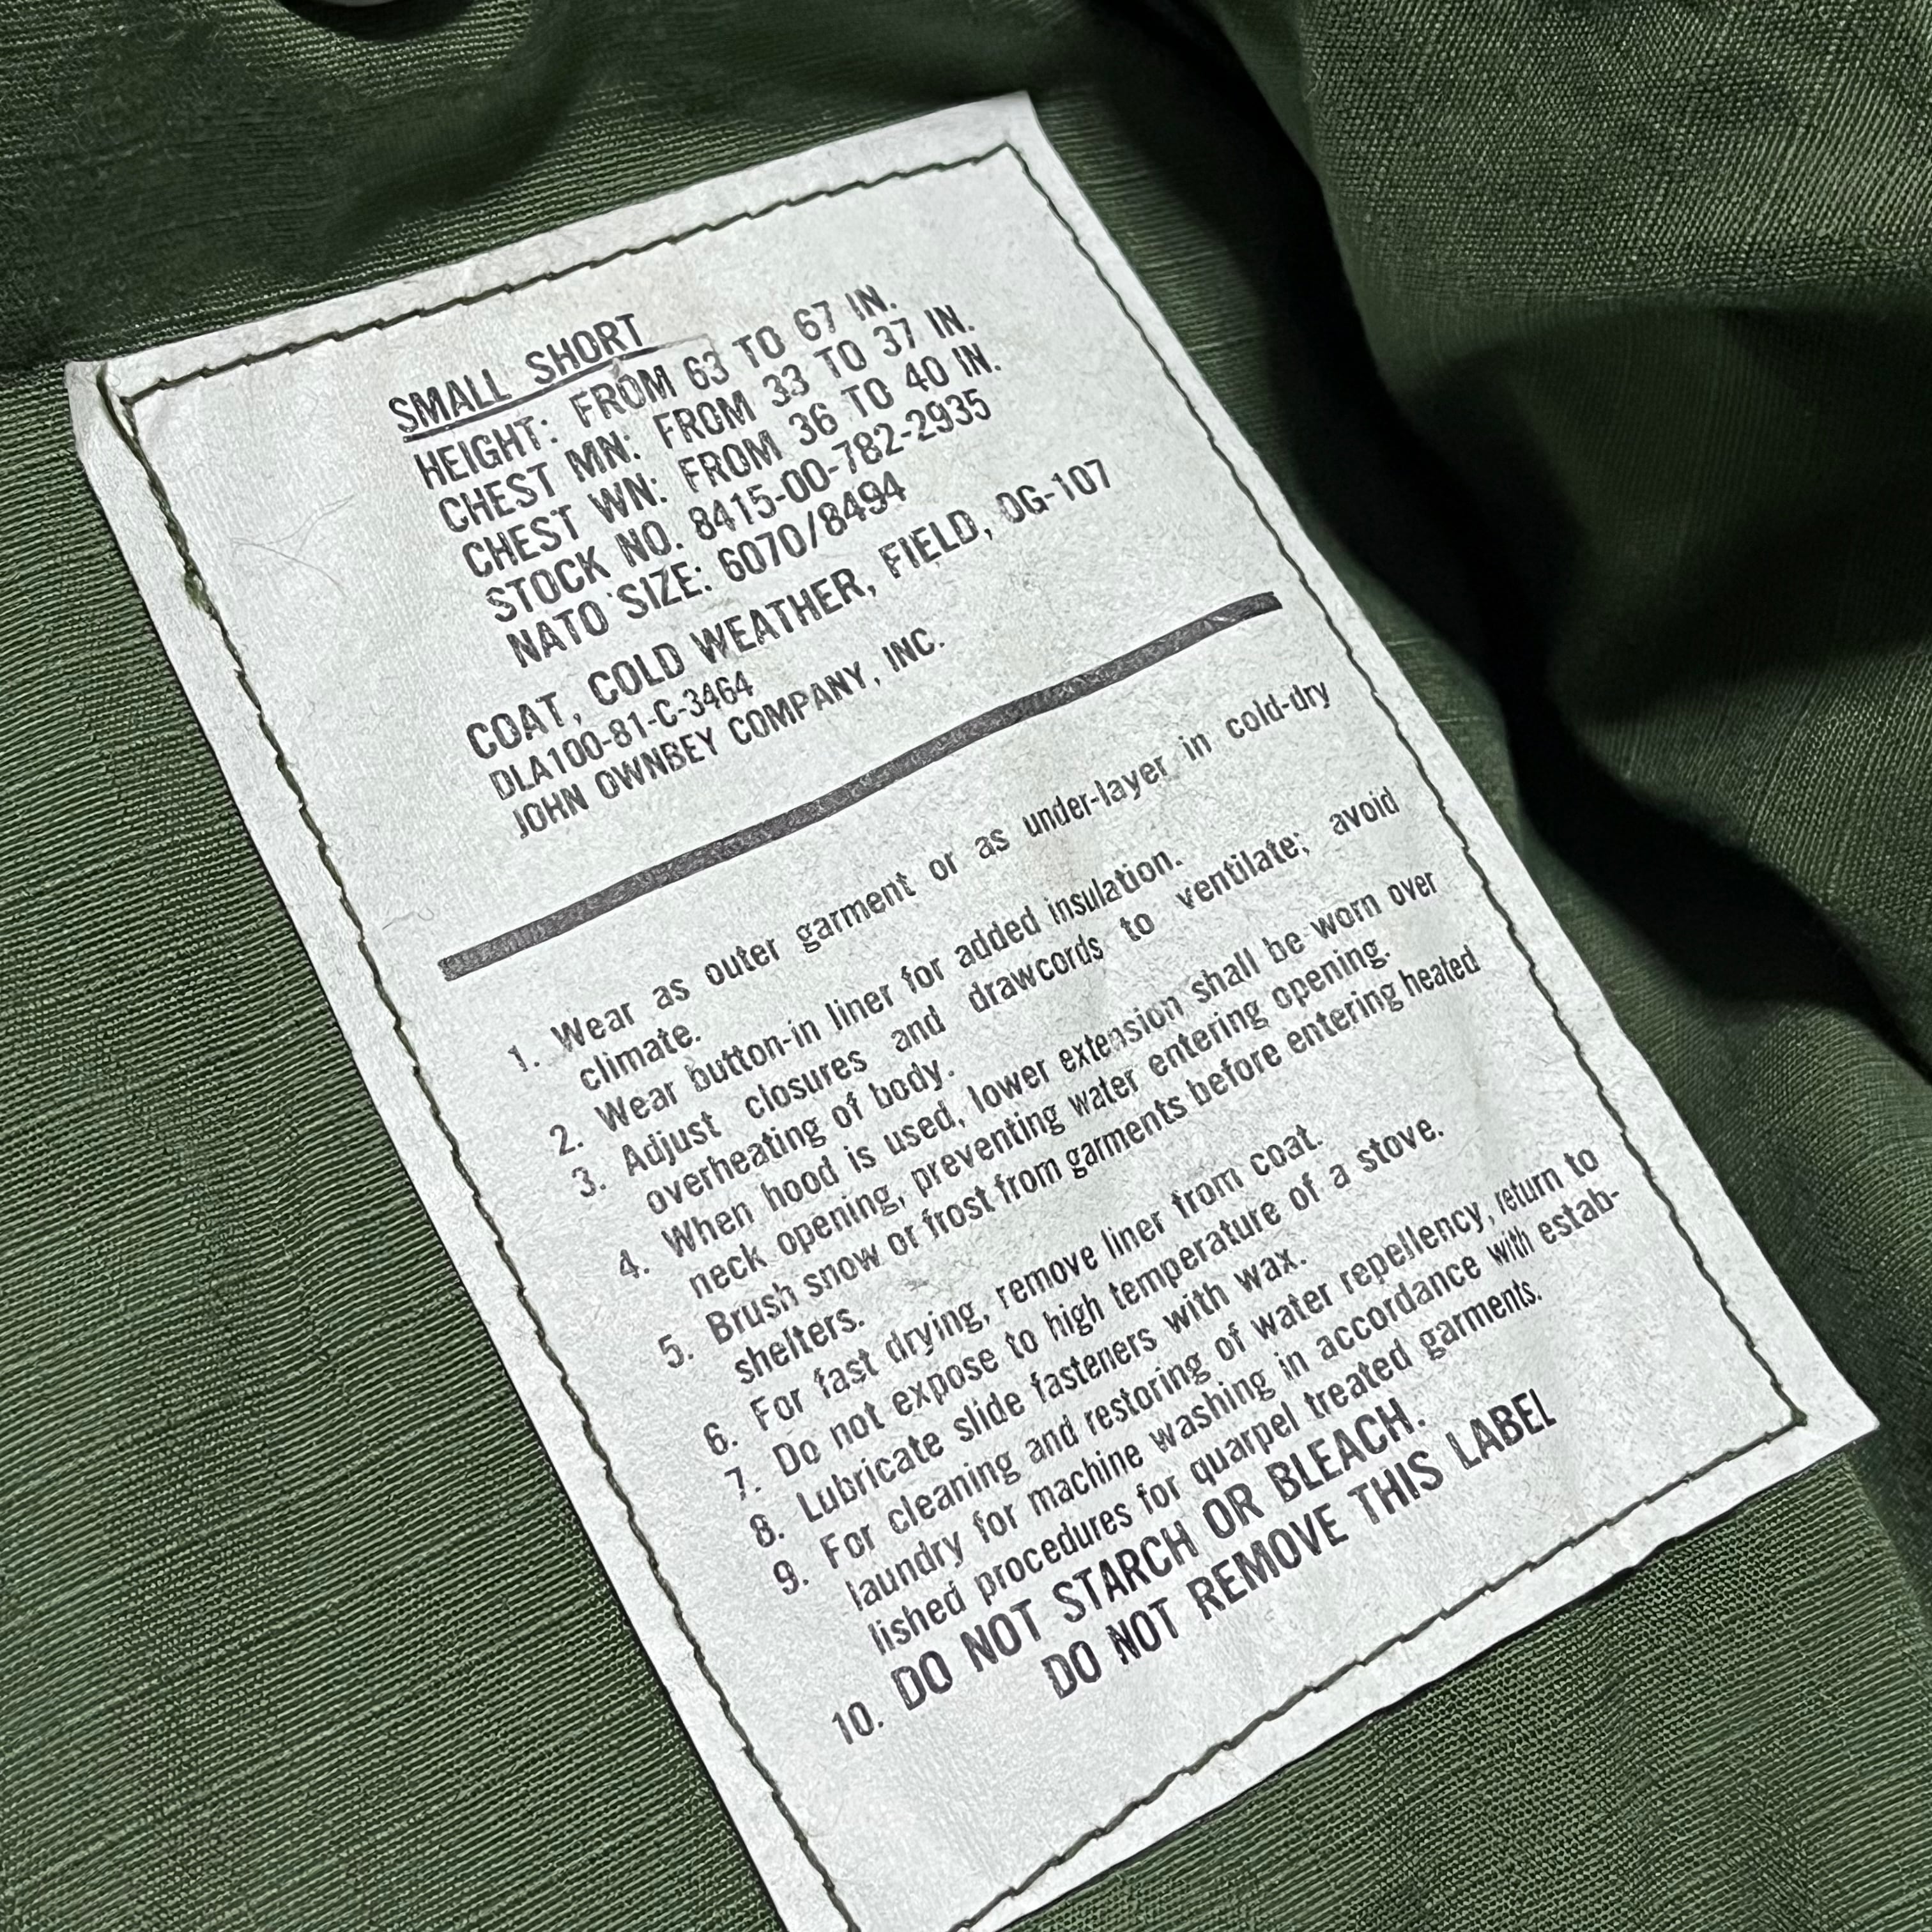 SMALL SHORT
HEIGHT: FROM 63 TO 67 IN.
CHEST MN: FROM 33 TO 37 IN.
CHEST WN: FROM 36 TO 40 IN.
STOCK NO. 8415-00-782-2935
NATO SIZE: 6070/8494
COAT, COLD WEATHER, FIELD, OG-107
DLA100-81-C-3464
JOHN OWNBEY COMPANY, INC.
1. Wear as outer garment or as under-layer in cold-dry
climate.
2. Wear button-in liner for added insulation.
3. Adjust closures and drawcords to ventilate; avoid
overheating of body.
4. When hood is used, lower extension shall be worn over
neck opening, preventing water entering opening.
5. Brush snow or frost from garments before entering heated
shelters.
6. For fast drying, remove liner from coat.
7. Do not expose to high temperature of a stove.
8. Lubricate slide fasteners with wax.
9. For cleaning and restoring of water repellency, return to
laundry for machine washing in accordance with estab-
lished procedures for quarpel treated garments.
10. DO NOT STARCH OR BLEACH.
DO NOT REMOVE THIS LABEL